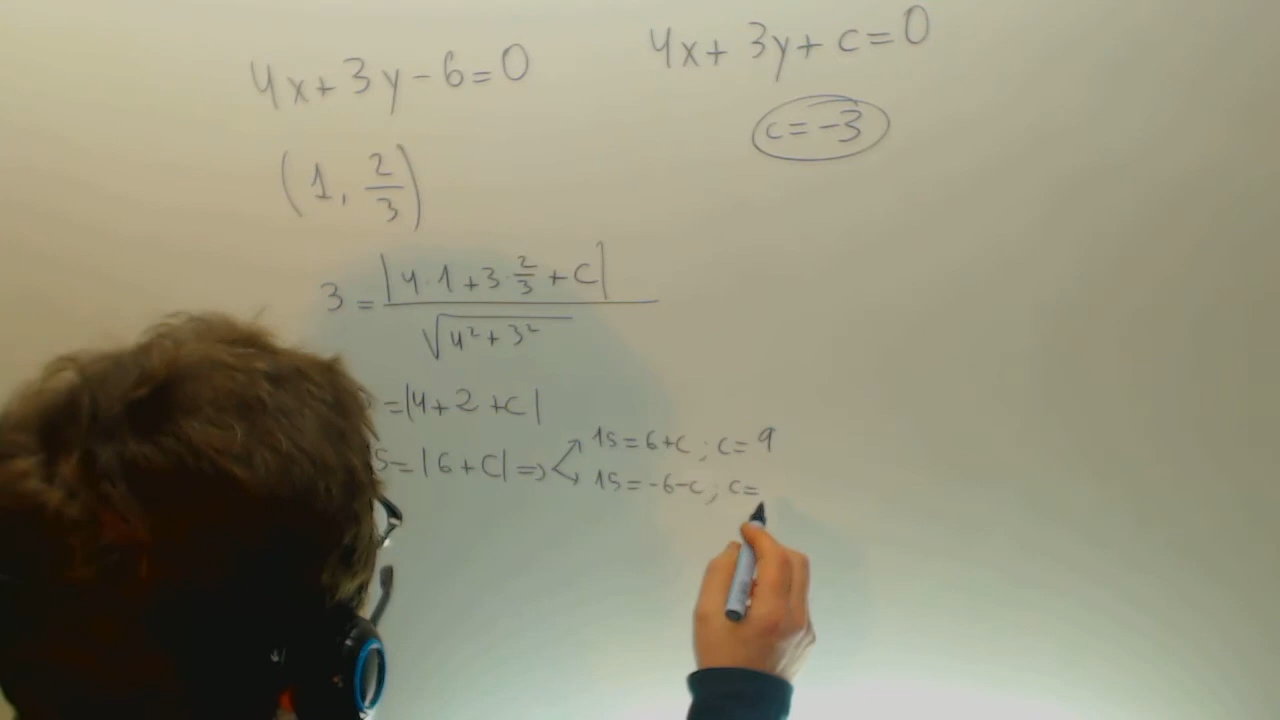 4x+3y-6=0
4x+3y+c=0
c=-3
(1, 2/3)
3 = |4·1+3·2/3+C| / √4²+3²
=|4+2+c|
5=|6+C|⇒ 15=6+c; c=9
15=-6-c; c=